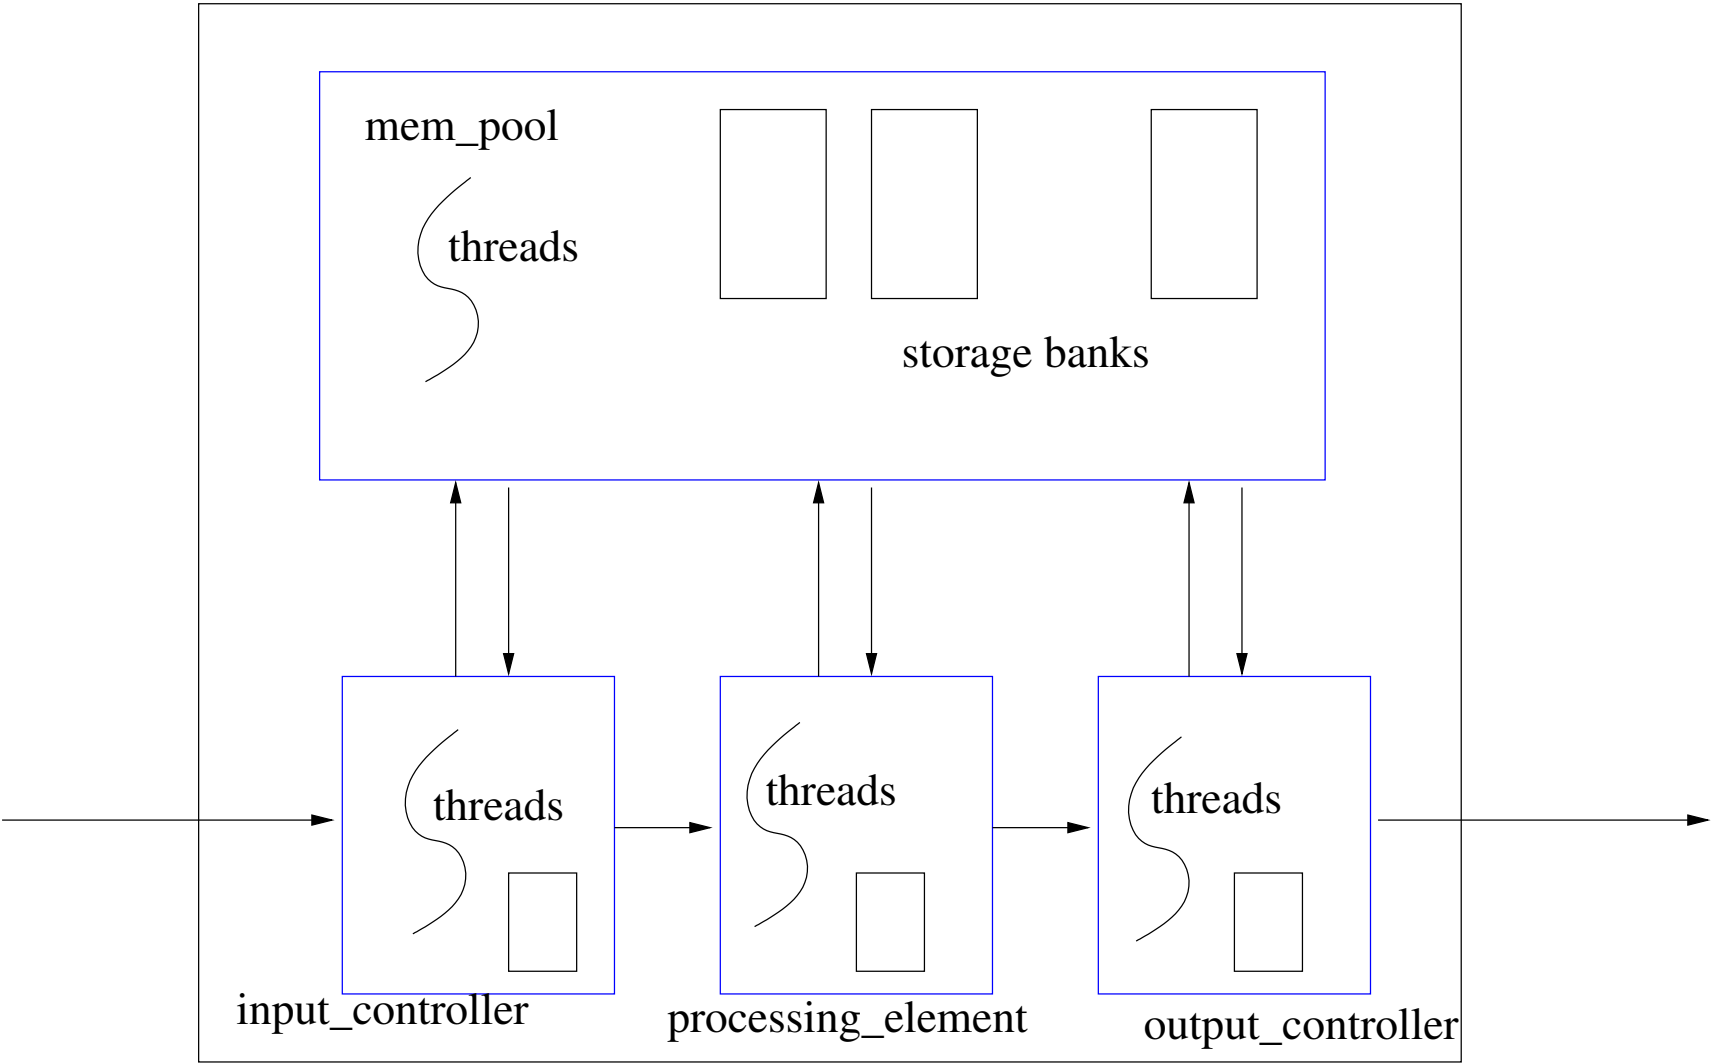 mem_pool
threads
storage banks
threads
threads
threads
input_controller
processing_element
output_controller